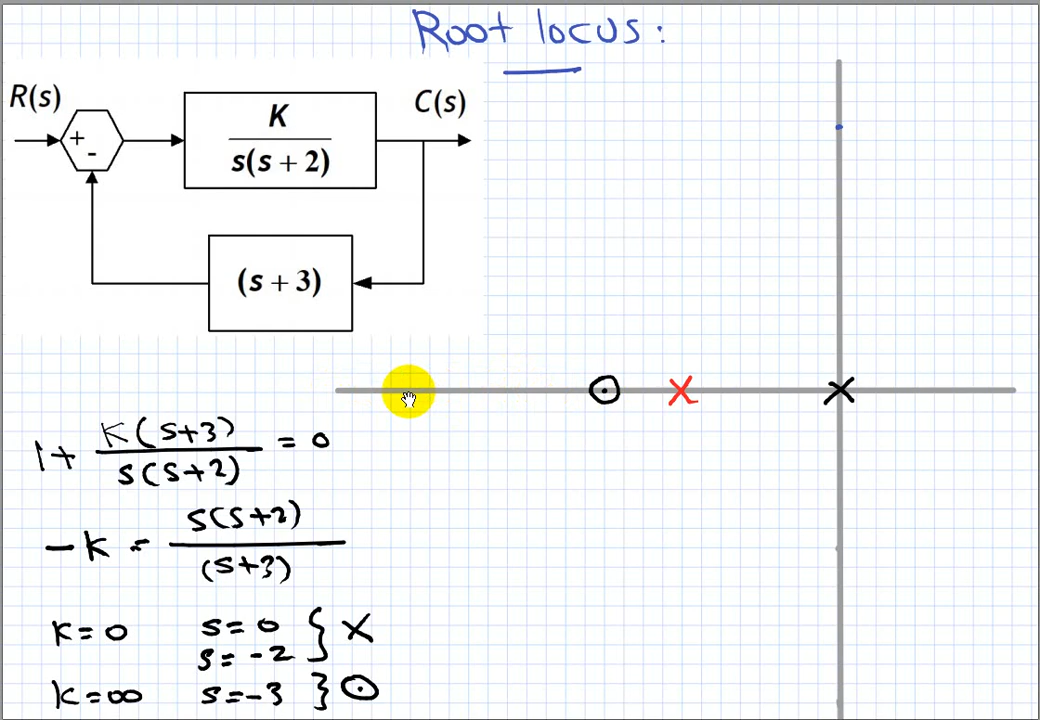 Root locus:
R(s)
+
-
K
s(s + 2)
C(s)
(s + 3)
1+ K(s+3) = 0
s(s+2)
-K = s(s+2)
(s+3)
K=0 s=0 } X
s=-2
K=∞ s=-3 } ⊙